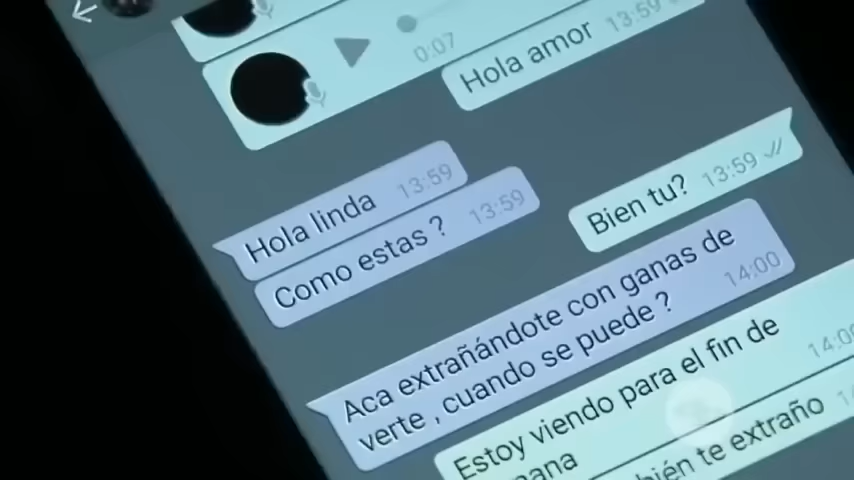 0:07
Hola amor 13:59
Hola linda 13:59
Como estas ? 13:59
Bien tu? 13:59
Aca extrañándote con ganas de
verte , cuando se puede ? 14:00
Estoy viendo para el fin de
te extraño